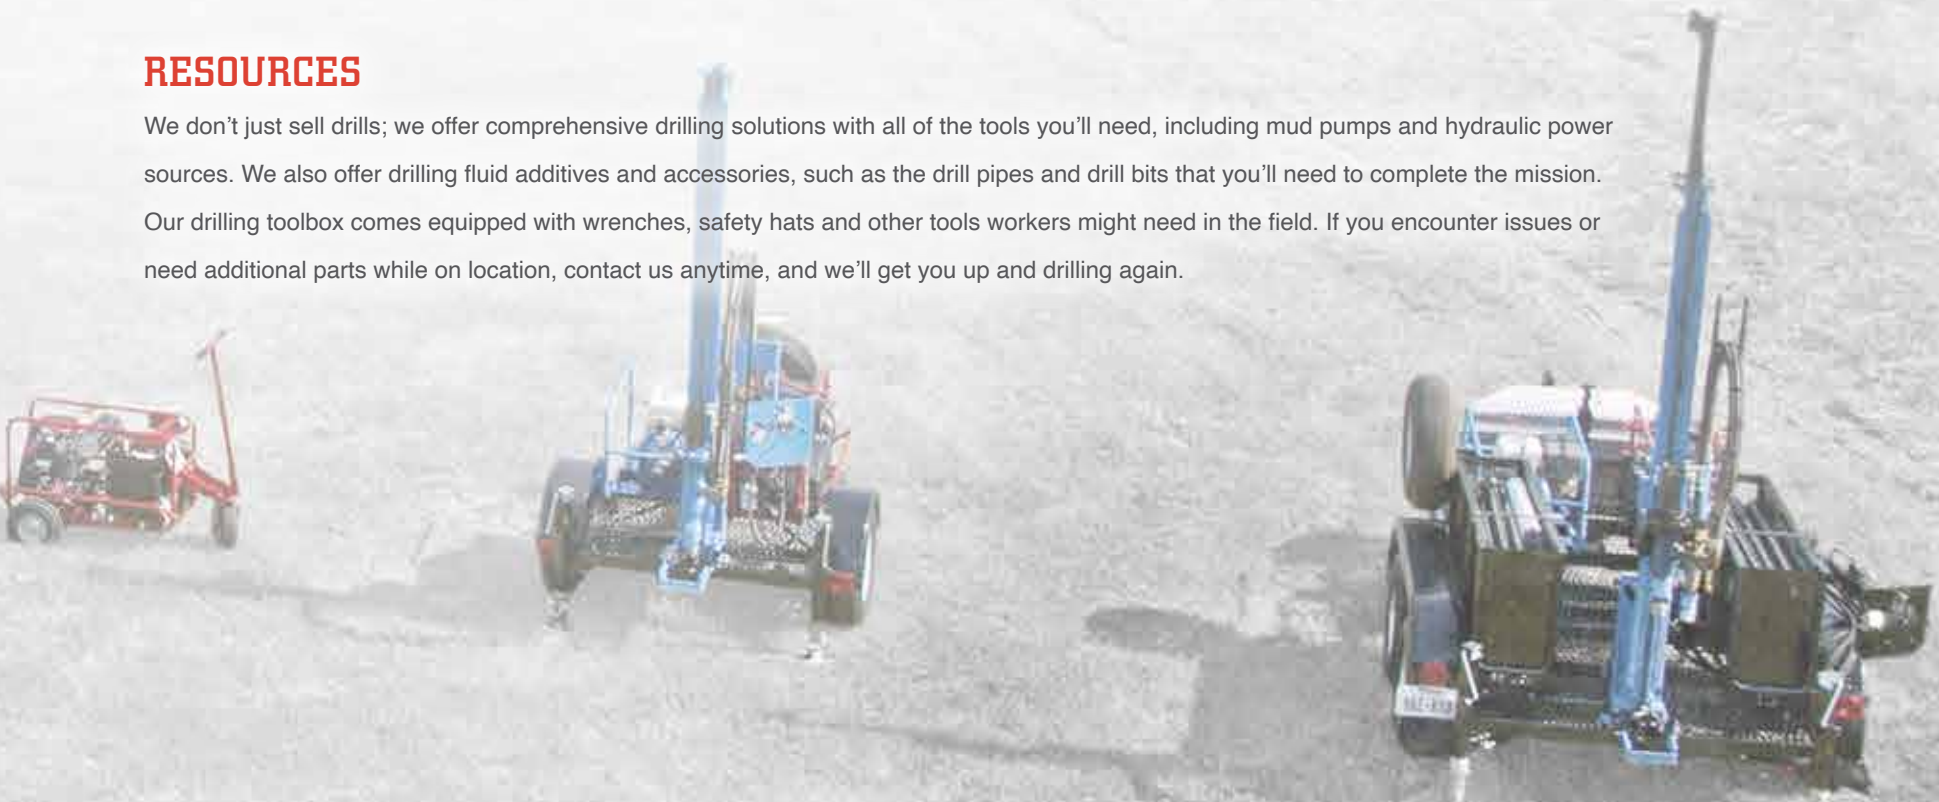 RESOURCES
We don’t just sell drills; we offer comprehensive drilling solutions with all of the tools you’ll need, including mud pumps and hydraulic power
sources. We also offer drilling fluid additives and accessories, such as the drill pipes and drill bits that you’ll need to complete the mission.
Our drilling toolbox comes equipped with wrenches, safety hats and other tools workers might need in the field. If you encounter issues or
need additional parts while on location, contact us anytime, and we’ll get you up and drilling again.